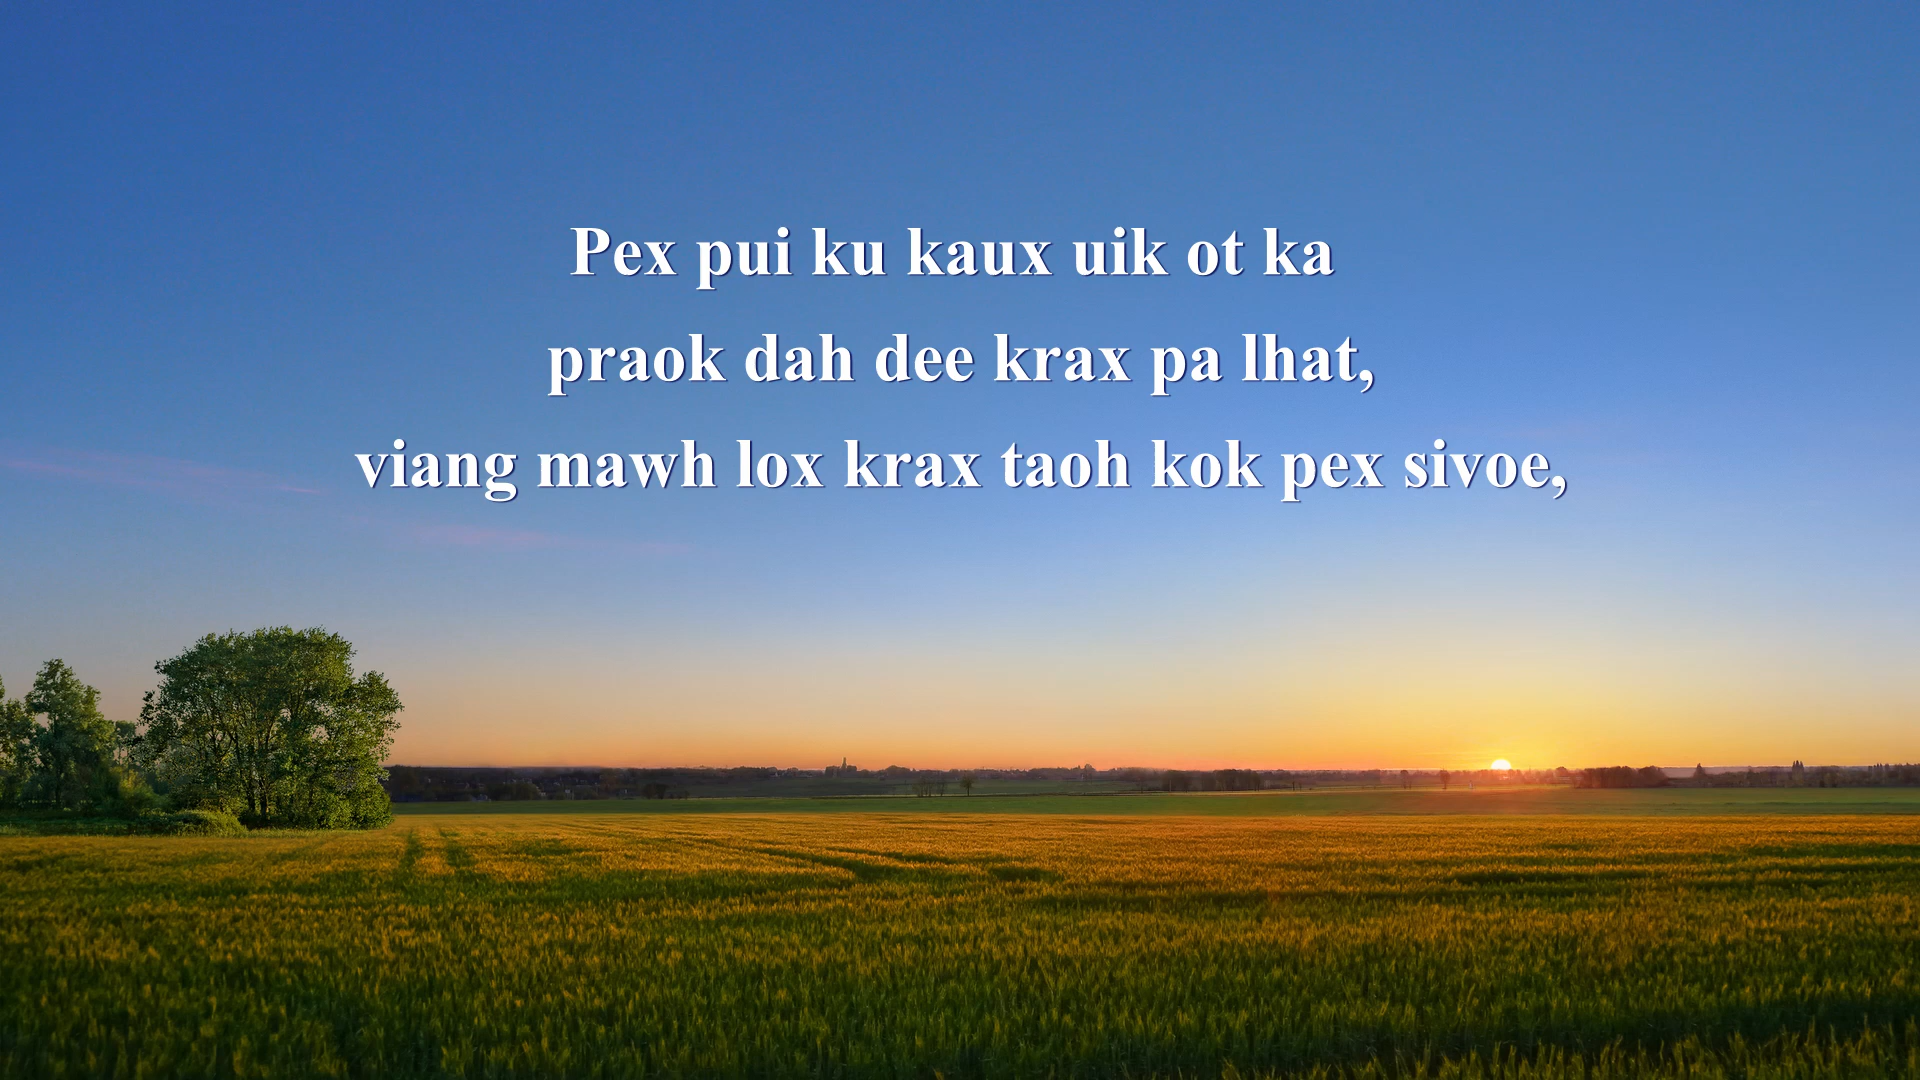 Pex pui ku kaux uik ot ka
praok dah dee krax pa lhat,
viang mawh lox krax taoh kok pex sivoe,